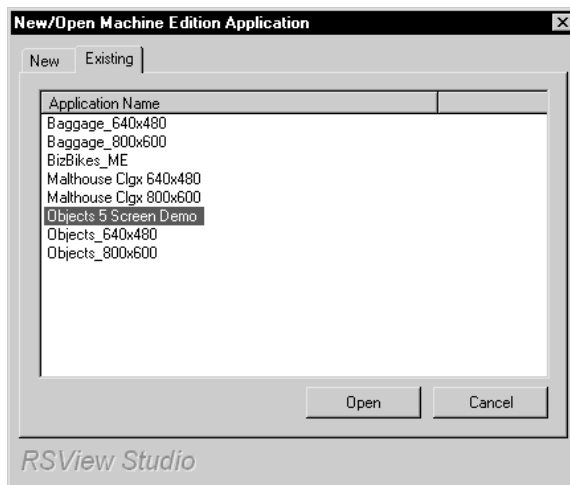 New/Open Machine Edition Application
New Existing
Application Name
Baggage_640x480
Baggage_800x600
BizBikes_ME
Malthouse Clgx 640x480
Malthouse Clgx 800x600
Objects 5 Screen Demo
Objects_640x480
Objects_800x600
Open Cancel
RSView Studio